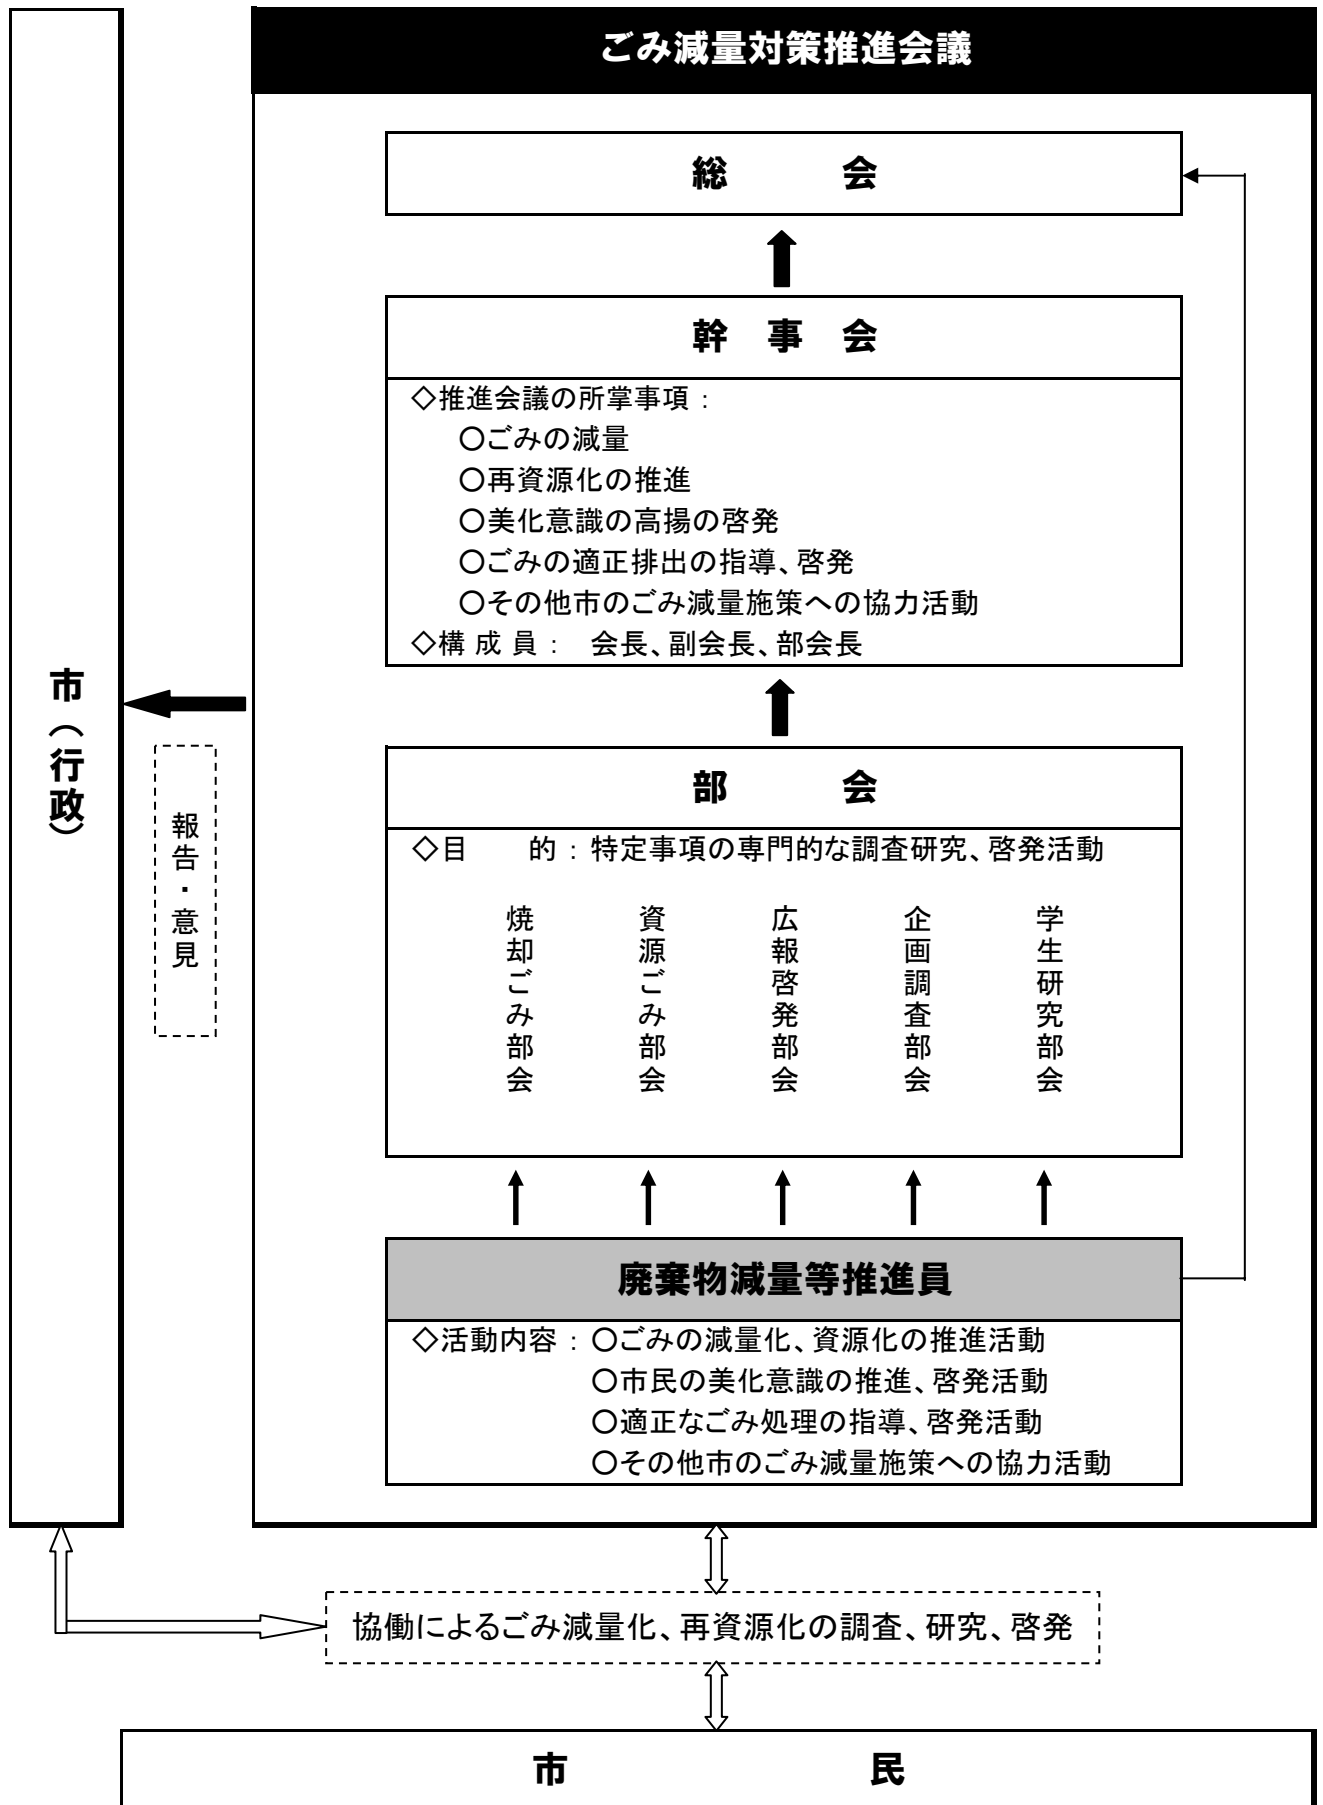 ごみ減量対策推進会議
総　　　会
幹　事　会
◇推進会議の所掌事項：
〇ごみの減量
〇再資源化の推進
〇美化意識の高揚の啓発
〇ごみの適正排出の指導、啓発
〇その他市のごみ減量施策への協力活動
◇構 成 員：　会長、副会長、部会長
市（行政）
報告・意見
部　　　会
◇目　　的：特定事項の専門的な調査研究、啓発活動
焼却ごみ部会
資源ごみ部会
広報啓発部会
企画調査部会
学生研究部会
廃棄物減量等推進員
◇活動内容：〇ごみの減量化、資源化の推進活動
〇市民の美化意識の推進、啓発活動
〇適正なごみ処理の指導、啓発活動
〇その他市のごみ減量施策への協力活動
協働によるごみ減量化、再資源化の調査、研究、啓発
市　　　　　　　　民